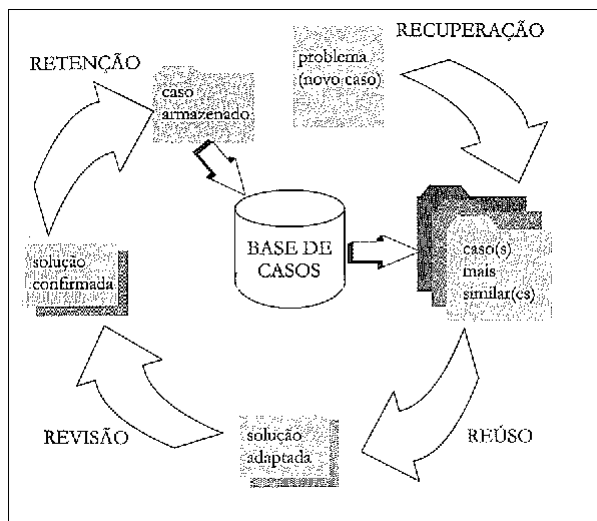 RECUPERAÇÃO
problema
(novo caso)
RETENÇÃO
caso
armazenado
BASE DE
CASOS
caso(s)
mais
similar(es)
solução
confirmada
REVISÃO
solução
adaptada
REÚSO